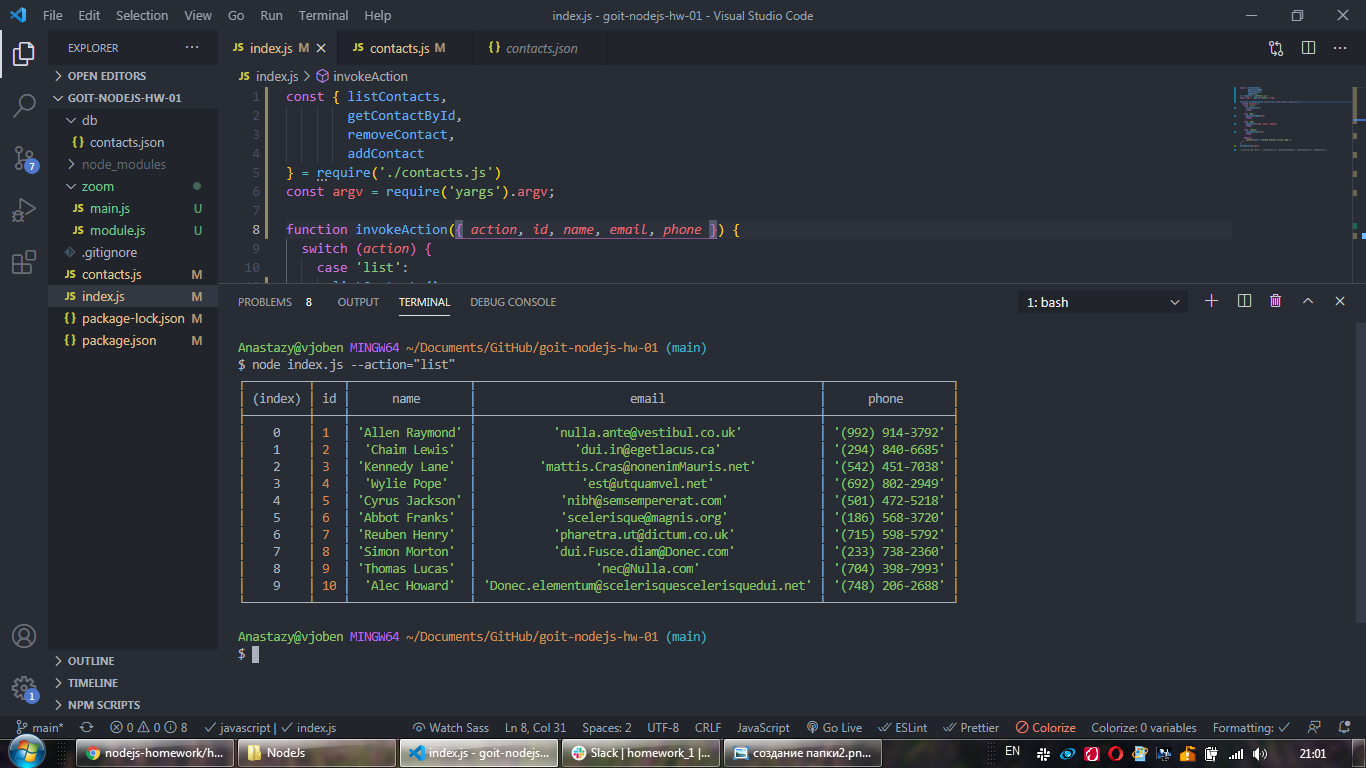 File Edit Selection View Go Run Terminal Help index.js - goit-nodejs-hw-01 - Visual Studio Code
EXPLORER ···
OPEN EDITORS
GOIT-NODEJS-HW-01
db
{} contacts.json
node_modules
zoom
JS main.js U
JS module.js U
.gitignore
JS contacts.js M
JS index.js M
{} package-lock.json M
{} package.json M
OUTLINE
TIMELINE
NPM SCRIPTS
7
1
JS index.js M JS contacts.js M {} contacts.json
JS index.js > invokeAction
1 const { listContacts,
2 getContactById,
3 removeContact,
4 addContact
5 } = require('./contacts.js')
6 const argv = require('yargs').argv;
7
8 function invokeAction({ action, id, name, email, phone }) {
9 switch (action) {
10 case 'list':
PROBLEMS 8 OUTPUT TERMINAL DEBUG CONSOLE 1: bash
Anastazy@vjoben MINGW64 ~/Documents/GitHub/goit-nodejs-hw-01 (main)
$ node index.js --action="list"
(index) id name email phone
0 1 'Allen Raymond' 'nulla.ante@vestibul.co.uk' '(992) 914-3792'
1 2 'Chaim Lewis' 'dui.in@egetlacus.ca' '(294) 840-6685'
2 3 'Kennedy Lane' 'mattis.Cras@nonenimMauris.net' '(542) 451-7038'
3 4 'Wylie Pope' 'est@utquamvel.net' '(692) 802-2949'
4 5 'Cyrus Jackson' 'nibh@semsempererat.com' '(501) 472-5218'
5 6 'Abbot Franks' 'scelerisque@magnis.org' '(186) 568-3720'
6 7 'Reuben Henry' 'pharetra.ut@dictum.co.uk' '(715) 598-5792'
7 8 'Simon Morton' 'dui.Fusce.diam@Donec.com' '(233) 738-2360'
8 9 'Thomas Lucas' 'nec@Nulla.com' '(704) 398-7993'
9 10 'Alec Howard' 'Donec.elementum@scelerisquescelerisquedui.net' '(748) 206-2688'
Anastazy@vjoben MINGW64 ~/Documents/GitHub/goit-nodejs-hw-01 (main)
$
main* 0 0 8 javascript | index.js Watch Sass Ln 8, Col 31 Spaces: 2 UTF-8 CRLF JavaScript Go Live ESLint Prettier Colorize Colorize: 0 variables Formatting:
nodejs-homework/h... NodeJs index.js - goit-nodejs... Slack | homework_1 |... создание папки2.pn... EN 21:01